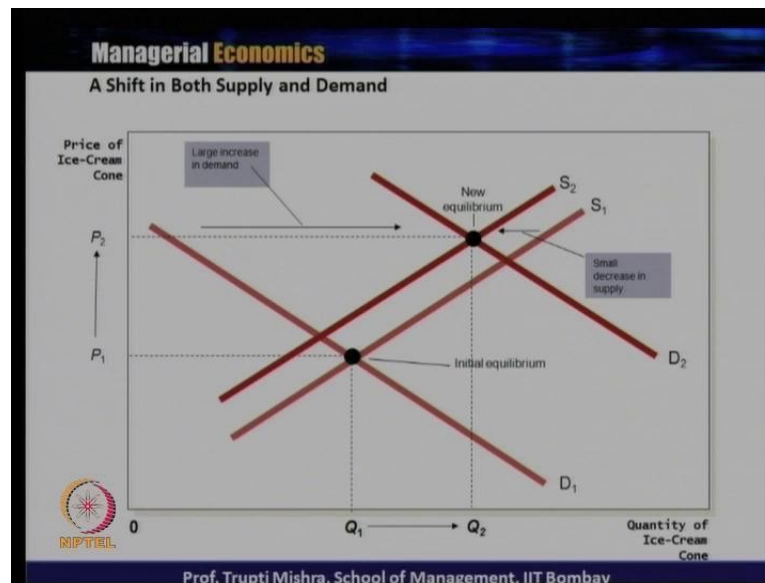 Managerial Economics
A Shift in Both Supply and Demand
Price of
Ice-Cream
Cone
Large increase
in demand
New
equilibrium
S2
S1
P2
Small
decrease in
supply
P1
Initial equilibrium
D2
D1
NPTEL
0
Q1
Q2
Quantity of
Ice-Cream
Cone
Prof. Trupti Mishra, School of Management, IIT Bombay